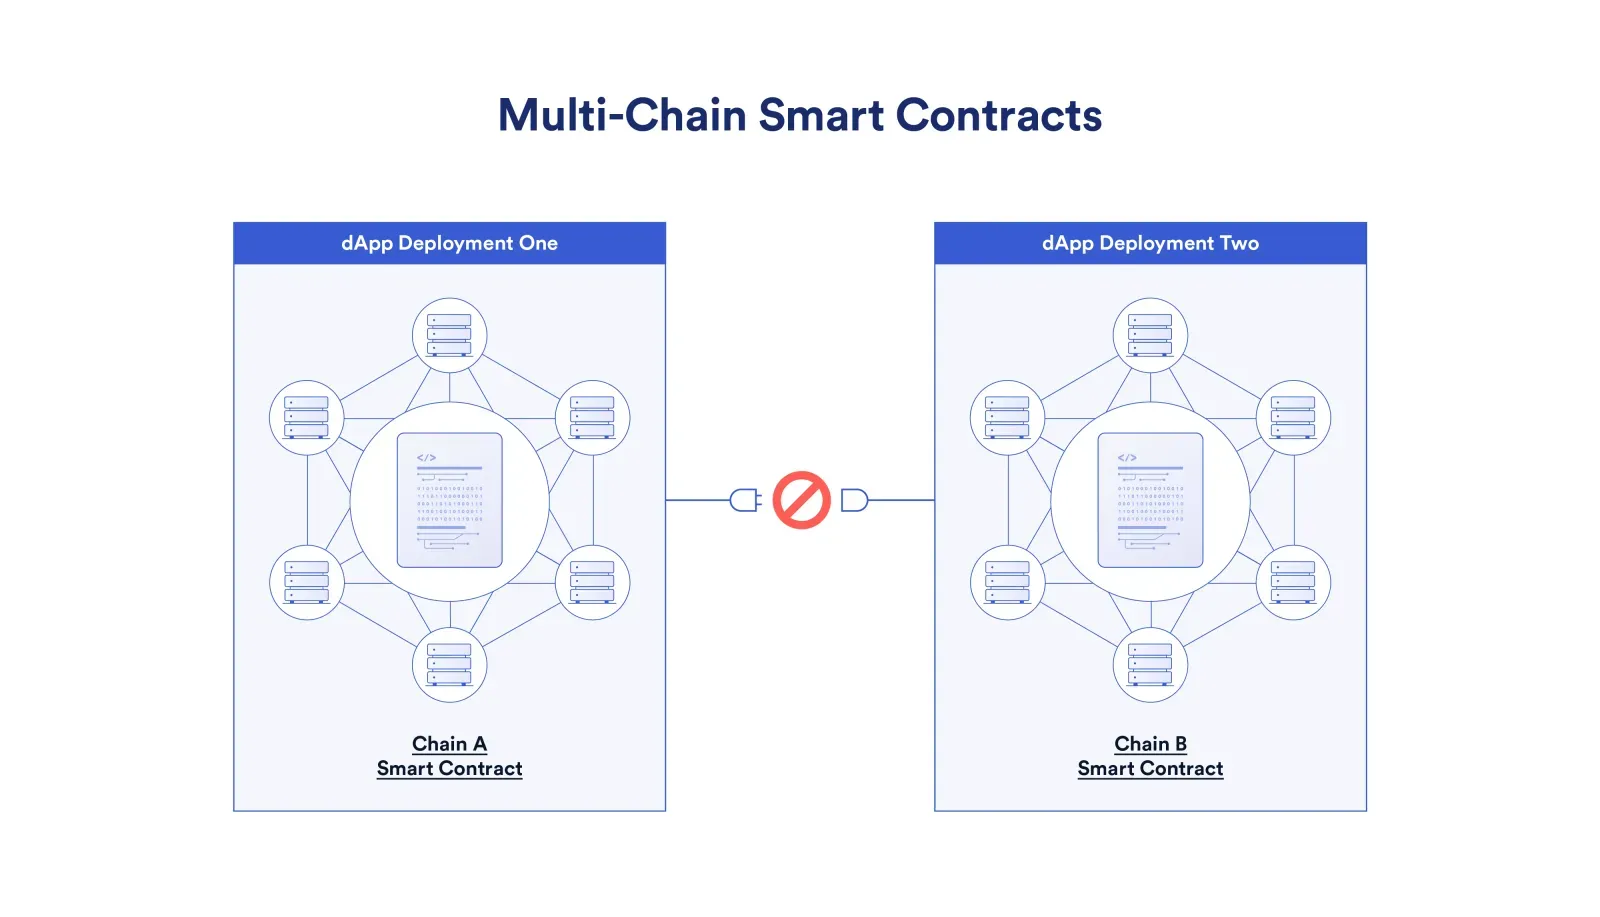 Multi-Chain Smart Contracts
dApp Deployment One
</>
Chain A
Smart Contract
dApp Deployment Two
</>
Chain B
Smart Contract